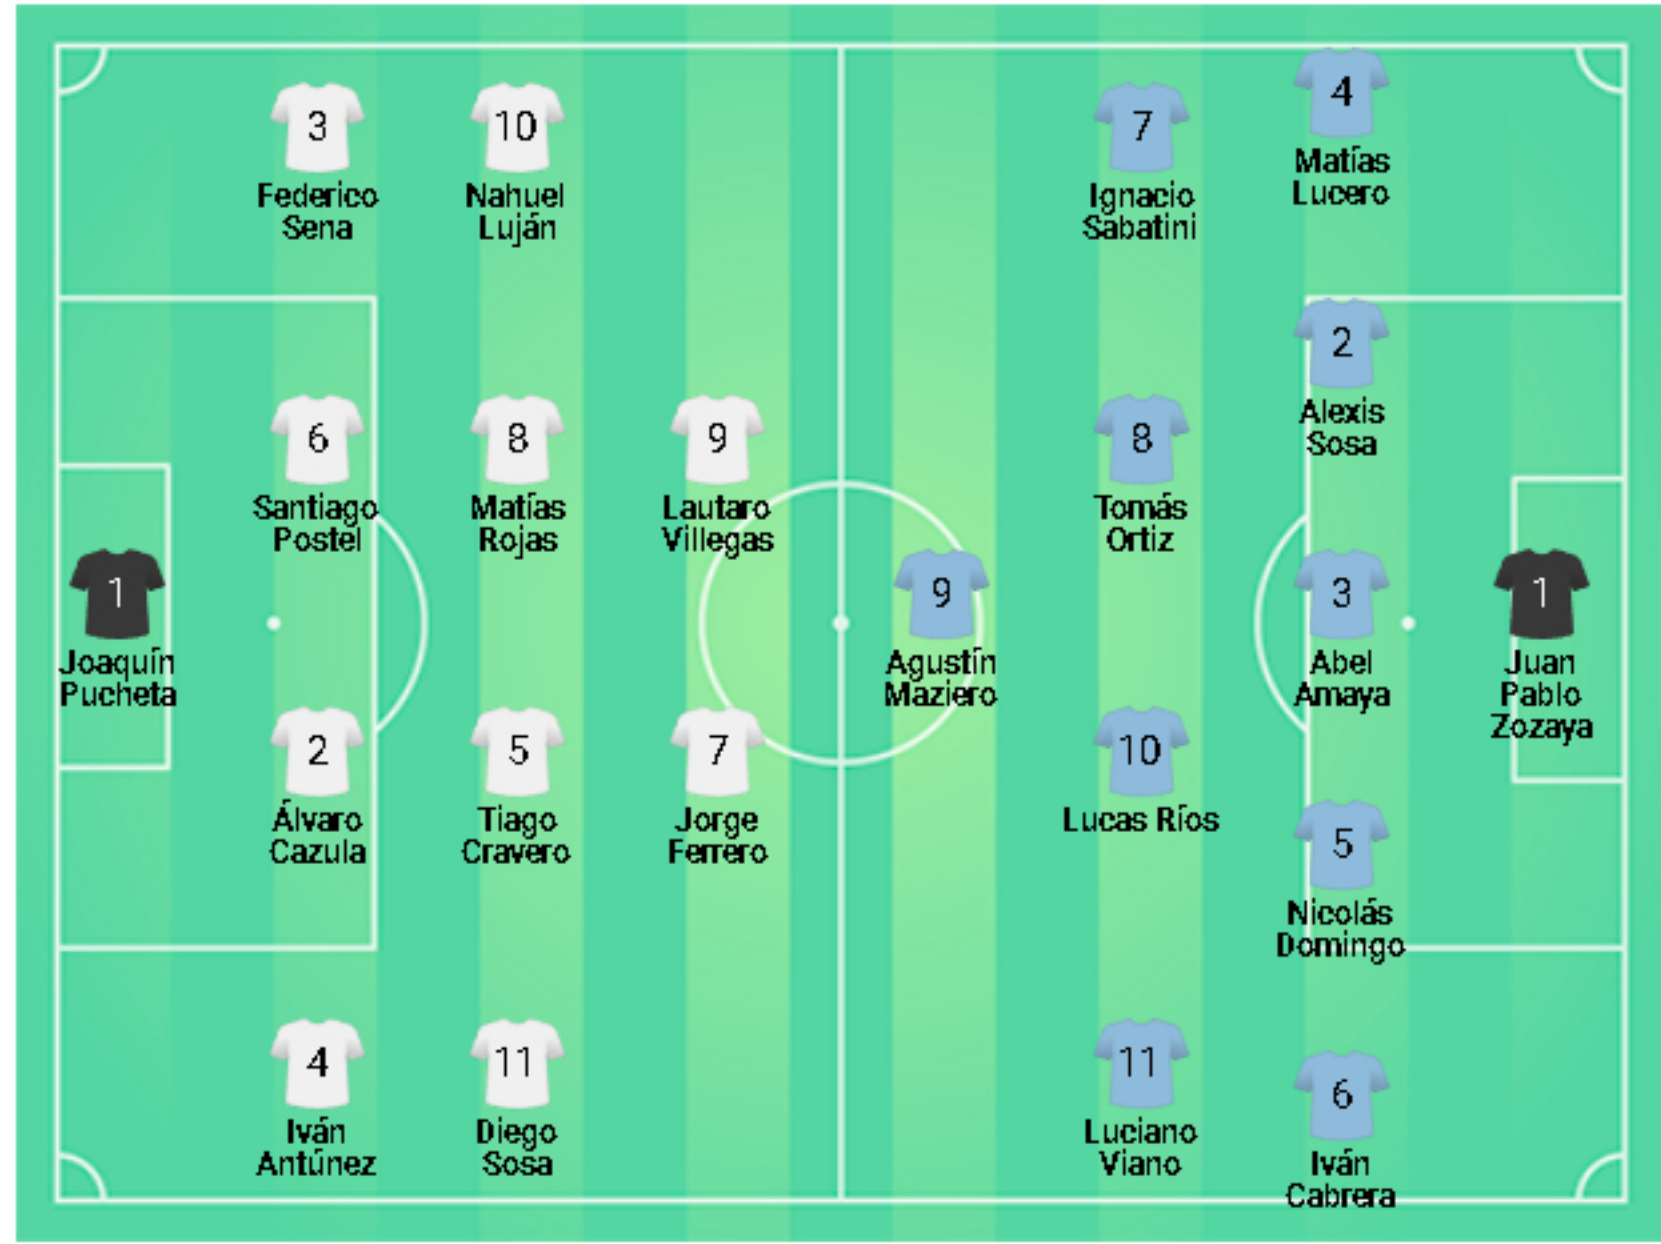 3
Federico
Sena
10
Nahuel
Luján
7
Ignacio
Sabatini
4
Matías
Lucero
6
Santiago
Postel
8
Matías
Rojas
9
Lautaro
Villegas
8
Tomás
Ortiz
2
Alexis
Sosa
1
Joaquín
Pucheta
9
Agustín
Maziero
3
Abel
Amaya
1
Juan
Pablo
Zozaya
2
Álvaro
Cazula
5
Tiago
Cravero
7
Jorge
Ferrero
10
Lucas Ríos
5
Nicolás
Domingo
4
Iván
Antúnez
11
Diego
Sosa
11
Luciano
Viano
6
Iván
Cabrera